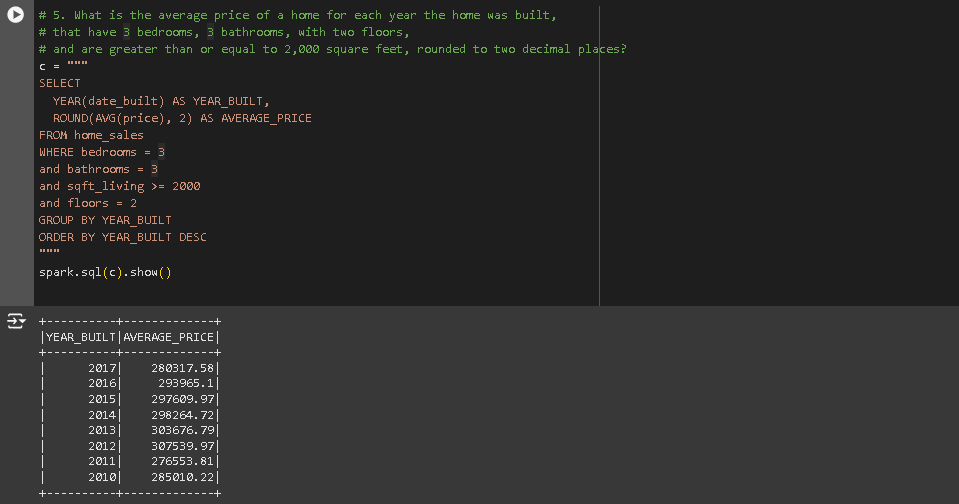 # 5. What is the average price of a home for each year the home was built,
# that have 3 bedrooms, 3 bathrooms, with two floors,
# and are greater than or equal to 2,000 square feet, rounded to two decimal places?
c = """
SELECT
  YEAR(date_built) AS YEAR_BUILT,
  ROUND(AVG(price), 2) AS AVERAGE_PRICE
FROM home_sales
WHERE bedrooms = 3
and bathrooms = 3
and sqft_living >= 2000
and floors = 2
GROUP BY YEAR_BUILT
ORDER BY YEAR_BUILT DESC
"""
spark.sql(c).show()
+----------+-------------+
|YEAR_BUILT|AVERAGE_PRICE|
+----------+-------------+
|      2017|    280317.58|
|      2016|     293965.1|
|      2015|    297609.97|
|      2014|    298264.72|
|      2013|    303676.79|
|      2012|    307539.97|
|      2011|    276553.81|
|      2010|    285010.22|
+----------+-------------+